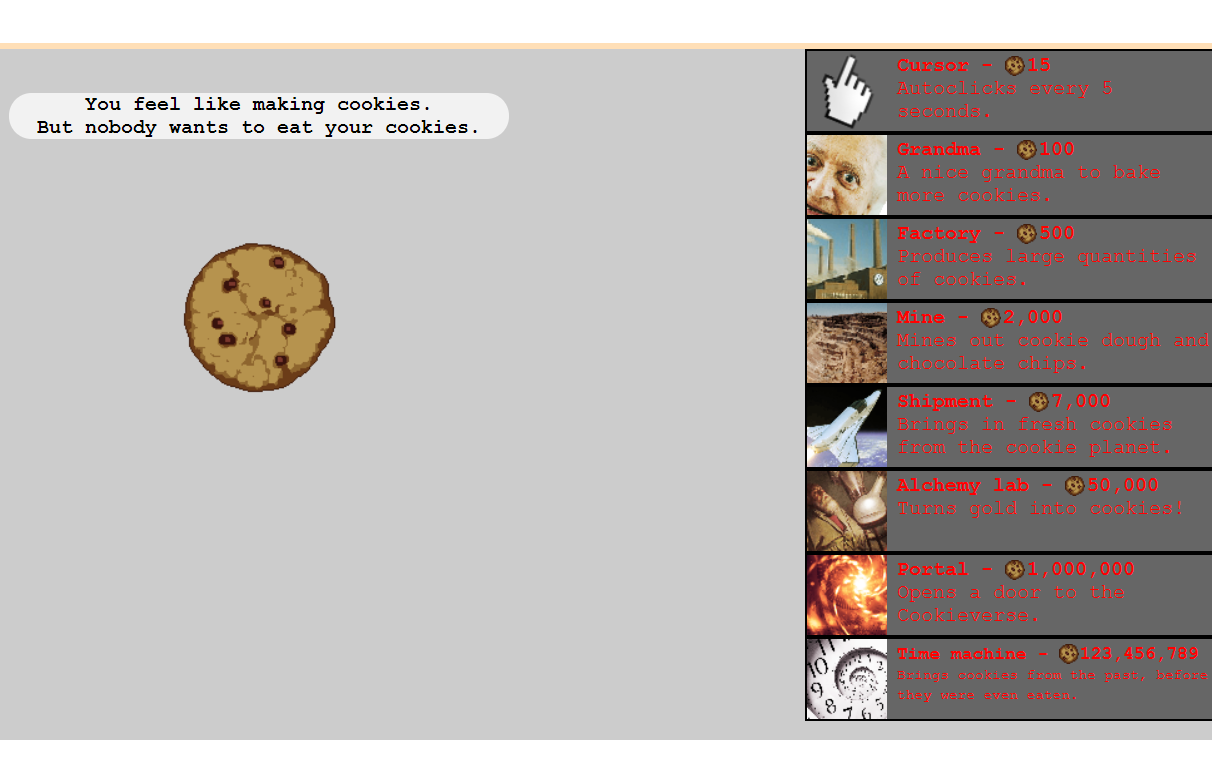 You feel like making cookies.
But nobody wants to eat your cookies.
Cursor - 15
Autoclicks every 5
seconds.
Grandma - 100
A nice grandma to bake
more cookies.
Factory - 500
Produces large quantities
of cookies.
Mine - 2,000
Mines out cookie dough and
chocolate chips.
Shipment - 7,000
Brings in fresh cookies
from the cookie planet.
Alchemy lab - 50,000
Turns gold into cookies!
Portal - 1,000,000
Opens a door to the
Cookieverse.
Time machine - 123,456,789
Brings cookies from the past, before
they were even eaten.